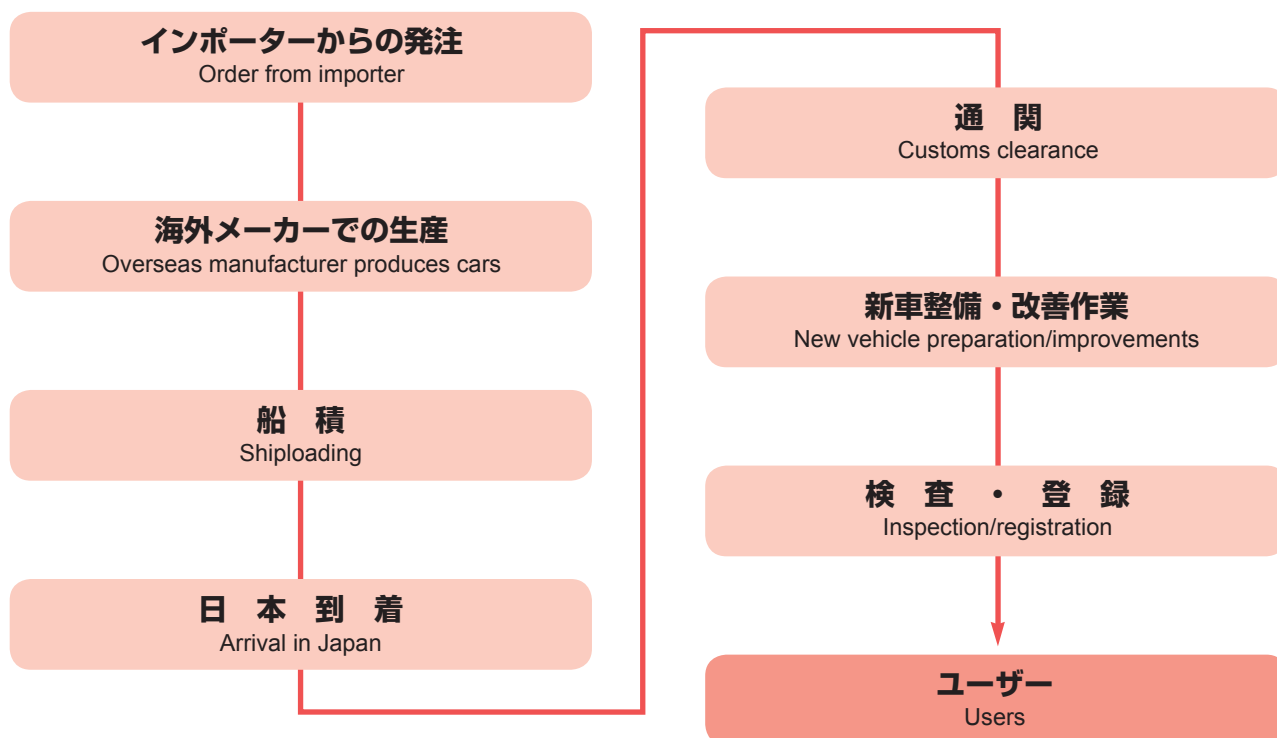 インポーターからの発注
Order from importer
海外メーカーでの生産
Overseas manufacturer produces cars
船　積
Shiploading
日　本　到　着
Arrival in Japan
通　関
Customs clearance
新車整備・改善作業
New vehicle preparation/improvements
検　査　・　登　録
Inspection/registration
ユーザー
Users